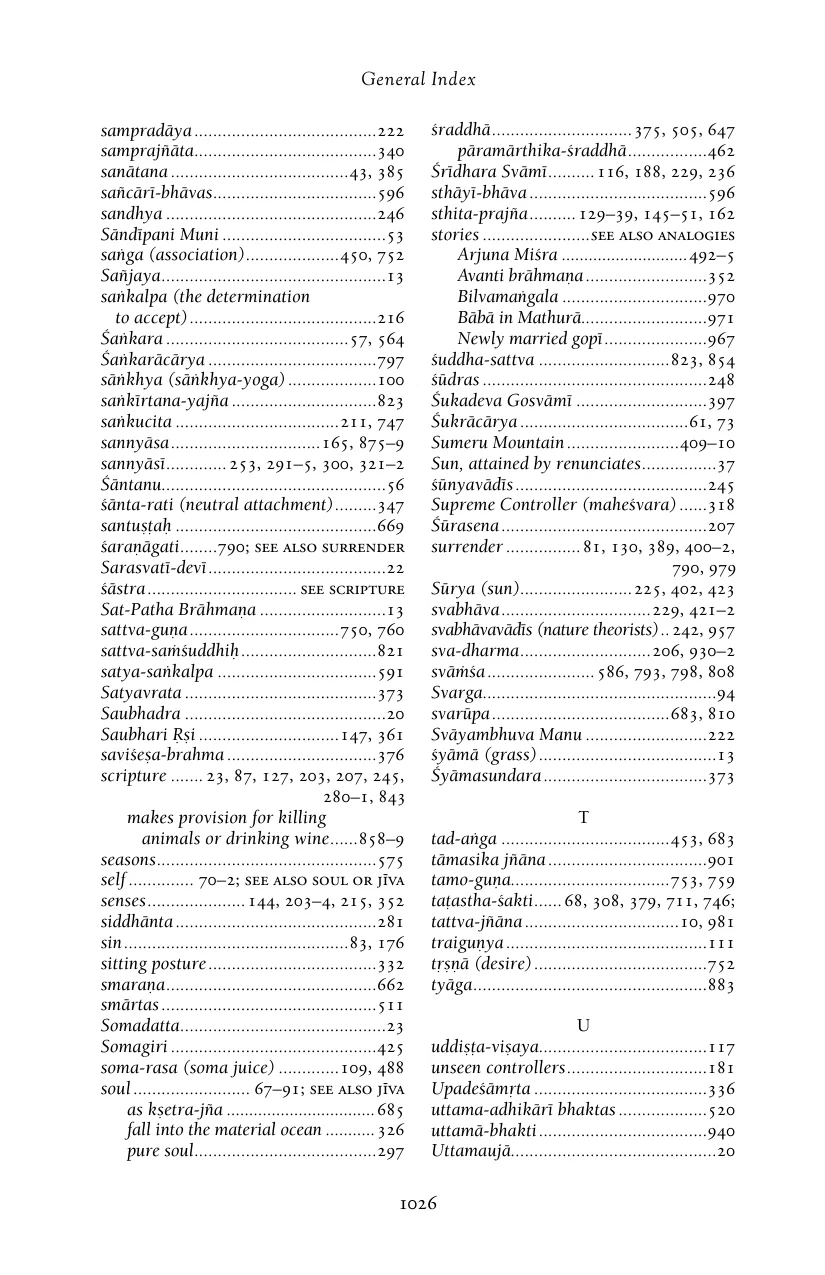 General Index
sampradāya.......................................222
samprajñāta.......................................340
sanātana......................................43, 385
sañcārī-bhāvas...................................596
sandhya .............................................246
Sāndīpani Muni ...................................53
saṅga (association)....................450, 752
Sañjaya................................................13
saṅkalpa (the determination
to accept)........................................216
Śaṅkara .......................................57, 564
Śaṅkarācārya .....................................797
sāṅkhya (sāṅkhya-yoga) ...................100
saṅkīrtana-yajña ...............................823
saṅkucita ....................................211, 747
sannyāsa................................165, 875–9
sannyāsī.............253, 291–5, 300, 321–2
Śāntanu................................................56
śānta-rati (neutral attachment).........347
santuṣṭaḥ ...........................................669
śaraṇāgati........790; SEE ALSO SURRENDER
Sarasvatī-devī......................................22
śāstra................................ SEE SCRIPTURE
Sat-Patha Brāhmaṇa ...........................13
sattva-guṇa................................750, 760
sattva-saṁśuddhiḥ...................................821
satya-saṅkalpa ..................................591
Satyavrata .........................................373
Saubhadra ...........................................20
Saubhari Ṛṣi ..............................147, 361
saviśeṣa-brahma ................................376
scripture .......23, 87, 127, 203, 207, 245,
280–1, 843
makes provision for killing
animals or drinking wine......858–9
seasons...............................................575
self.............. 70–2; SEE ALSO SOUL OR JĪVA
senses.....................144, 203–4, 215, 352
siddhānta ...........................................281
sin................................................83, 176
sitting posture ....................................332
smaraṇa.............................................662
smārtas ..............................................511
Somadatta............................................23
Somagiri ............................................425
soma-rasa (soma juice) .............109, 488
soul ......................... 67–91; SEE ALSO JĪVA
as kṣetra-jña ................................685
fall into the material ocean ...........326
pure soul.......................................297
śraddhā..............................375, 505, 647
pāramārthika-śraddhā.................462
Śrīdhara Svāmī..........116, 188, 229, 236
sthāyī-bhāva ......................................596
sthita-prajña..........129–39, 145–51, 162
stories .......................SEE ALSO ANALOGIES
Arjuna Miśra ...........................492–5
Avanti brāhmaṇa ..........................352
Bilvamaṅgala ...............................970
Bābā in Mathurā...........................971
Newly married gopī......................967
śuddha-sattva ............................823, 854
śūdras ................................................248
Śukadeva Gosvāmī ............................397
Śukrācārya ....................................61, 73
Sumeru Mountain........................409–10
Sun, attained by renunciates................37
śūnyavādīs .........................................245
Supreme Controller (maheśvara) ......318
Śūrasena............................................207
surrender ................81, 130, 389, 400–2,
790, 979
Sūrya (sun)........................225, 402, 423
svabhāva................................229, 421–2
svabhāvavādīs (nature theorists)..242, 957
sva-dharma............................206, 930–2
svāṁśa.......................586, 793, 798, 808
Svarga..................................................94
svarūpa......................................683, 810
Svāyambhuva Manu ..........................222
śyāmā (grass).......................................13
Śyāmasundara.........................................373
T
tad-aṅga ....................................453, 683
tāmasika jñāna ..................................901
tamo-guṇa..................................753, 759
taṭastha-śakti......68, 308, 379, 711, 746;
tattva-jñāna .................................10, 981
traiguṇya ...........................................111
tṛṣṇā (desire) .....................................752
tyāga..................................................883
U
uddiṣṭa-viṣaya....................................117
unseen controllers..............................181
Upadeśāmṛta .....................................336
uttama-adhikārī bhaktas ...................520
uttamā-bhakti ....................................940
Uttamaujā............................................20
1026